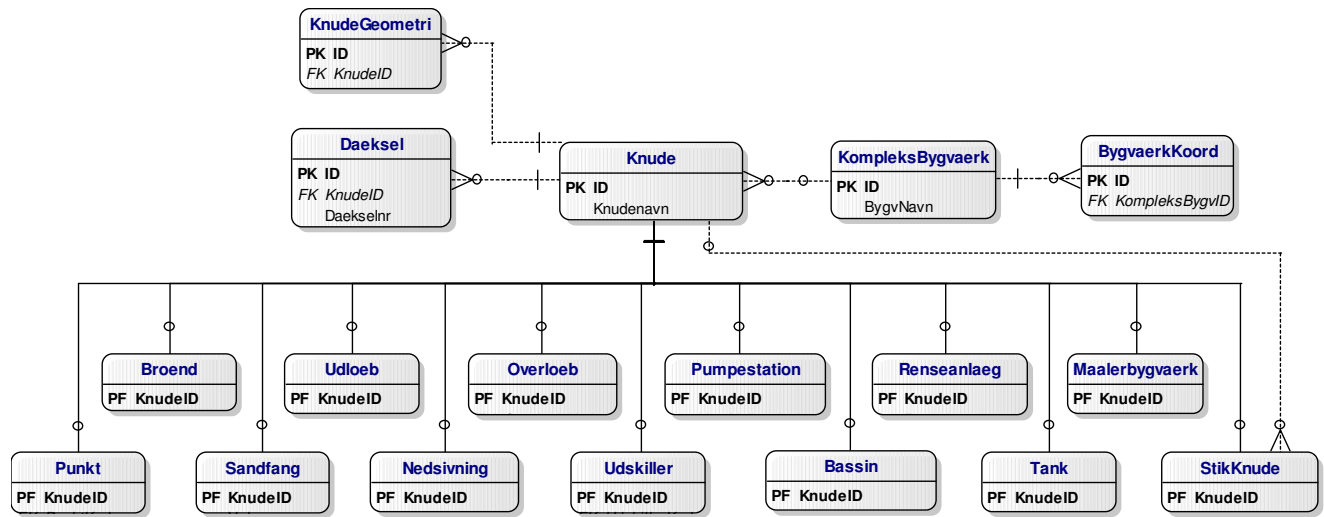 KnudeGeometri
PK ID
FK KnudeID
Daeksel
PK ID
FK KnudeID
Daekselnr
Knude
PK ID
Knudenavn
KompleksBygvaerk
PK ID
BygvNavn
BygvaerkKoord
PK ID
FK KompleksBygvID
Broend
PF KnudeID
Udloeb
PF KnudeID
Overloeb
PF KnudeID
Pumpestation
PF KnudeID
Renseanlaeg
PF KnudeID
Maalerbygvaerk
PF KnudeID
Punkt
PF KnudeID
Sandfang
PF KnudeID
Nedsivning
PF KnudeID
Udskiller
PF KnudeID
Bassin
PF KnudeID
Tank
PF KnudeID
StikKnude
PF KnudeID